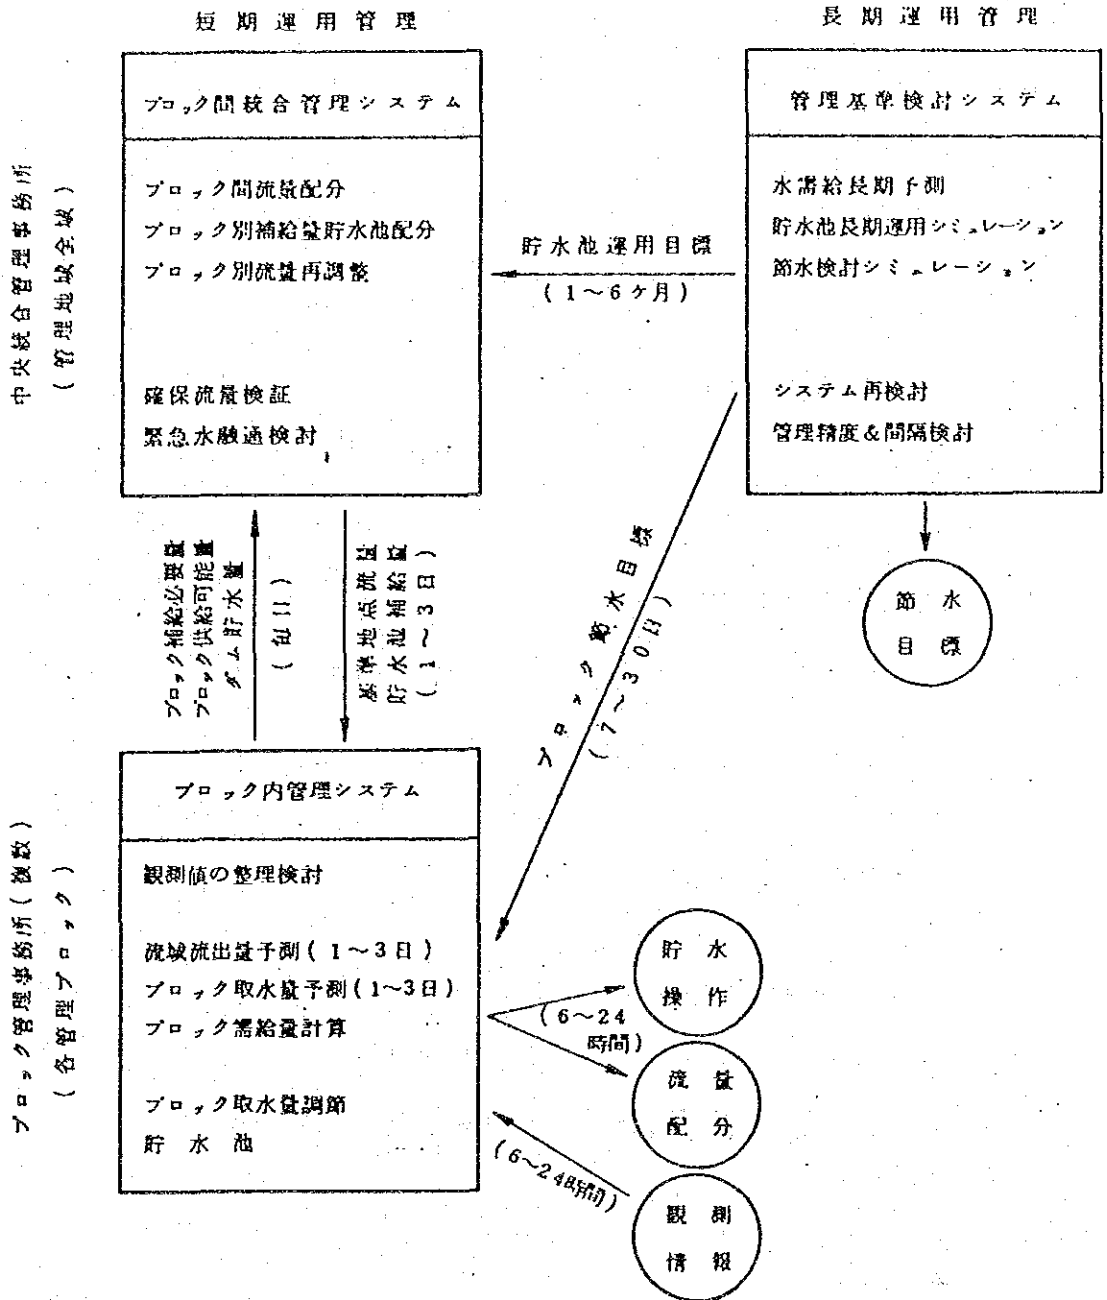 短期運用管理
長期運用管理
中央統合管理事務所
(管理地域全域)
ブロック間統合管理システム
ブロック間流量配分
ブロック別補給量貯水池配分
ブロック別流量再調整
確保流量検証
緊急水融通検討
貯水池運用目標
(1〜6ケ月)
管理基準検討システム
水需給長期予測
貯水池長期運用シミュレーション
節水検討シミュレーション
システム再検討
管理精度&間隔検討
節水
目標
ブロック補給必要量
ブロック供給可能量
ダム貯水量
(毎日)
基準地点流量
貯水池補給量
(1〜3日)
ブロック節水目標
(7〜30日)
ブロック管理事務所(複数)
(各管理ブロック)
ブロック内管理システム
観測値の整理検討
流域流出量予測(1〜3日)
ブロック取水量予測(1〜3日)
ブロック需給量計算
ブロック取水量調節
貯水池
(6〜24
時間)
貯水
操作
流量
配分
(6〜24時間)
観測
情報